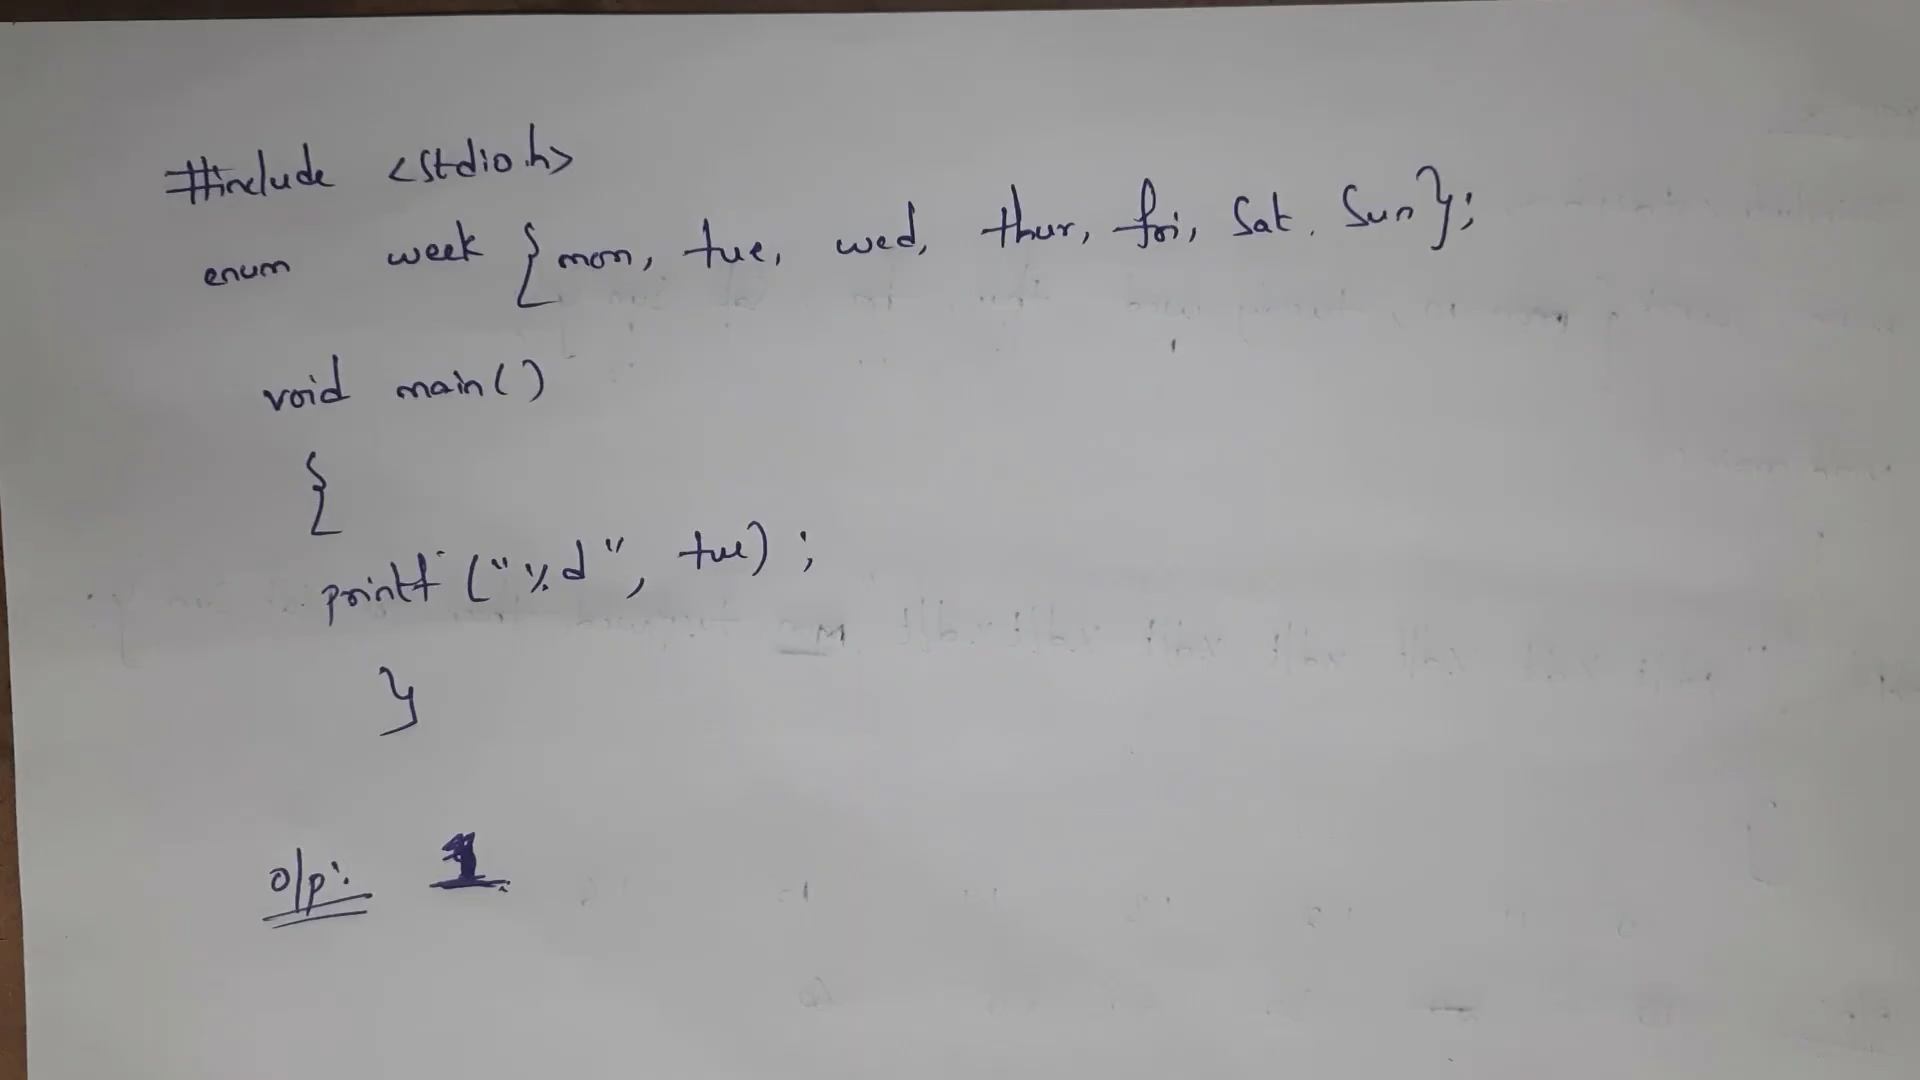 #include <stdio.h>
enum week {mon, tue, wed, thur, fri, Sat, Sun};
void main()
{
printf ("%d", tue);
}
o/p: 1